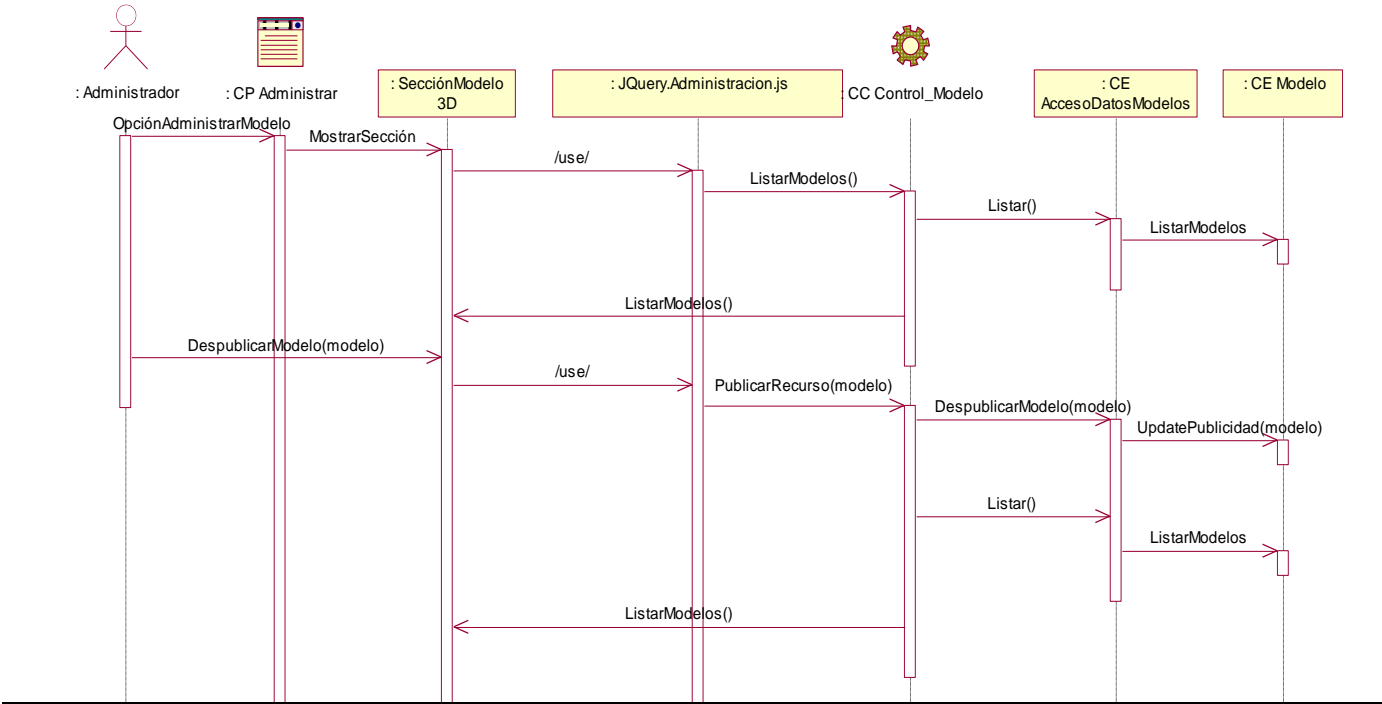 : Administrador
: CP Administrar
: SecciónModelo
3D
: JQuery.Administracion.js
: CC Control_Modelo
: CE
AccesoDatosModelos
: CE Modelo
OpciónAdministrarModelo
MostrarSección
/use/
ListarModelos()
Listar()
ListarModelos
ListarModelos()
DespublicarModelo(modelo)
/use/
PublicarRecurso(modelo)
DespublicarModelo(modelo)
UpdatePublicidad(modelo)
Listar()
ListarModelos
ListarModelos()